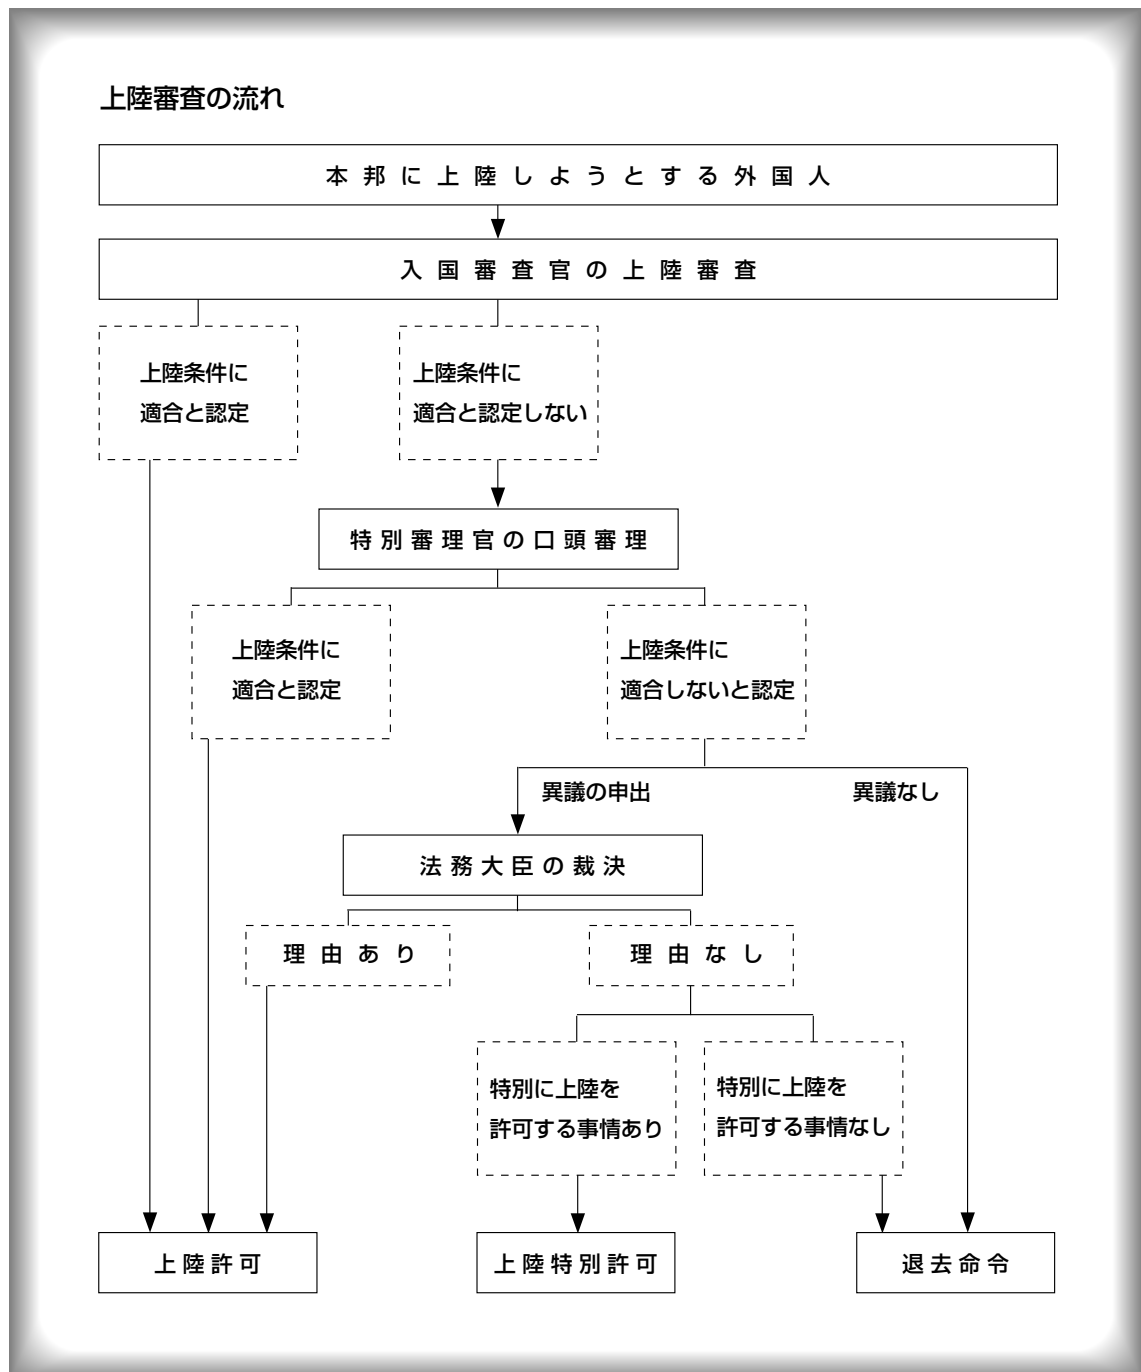 上陸審査の流れ
本邦に上陸しようとする外国人
入国審査官の上陸審査
上陸条件に
適合と認定
上陸条件に
適合と認定しない
特別審理官の口頭審理
上陸条件に
適合と認定
上陸条件に
適合しないと認定
異議の申出
異議なし
法務大臣の裁決
理由あり
理由なし
特別に上陸を
許可する事情あり
特別に上陸を
許可する事情なし
上陸許可
上陸特別許可
退去命令